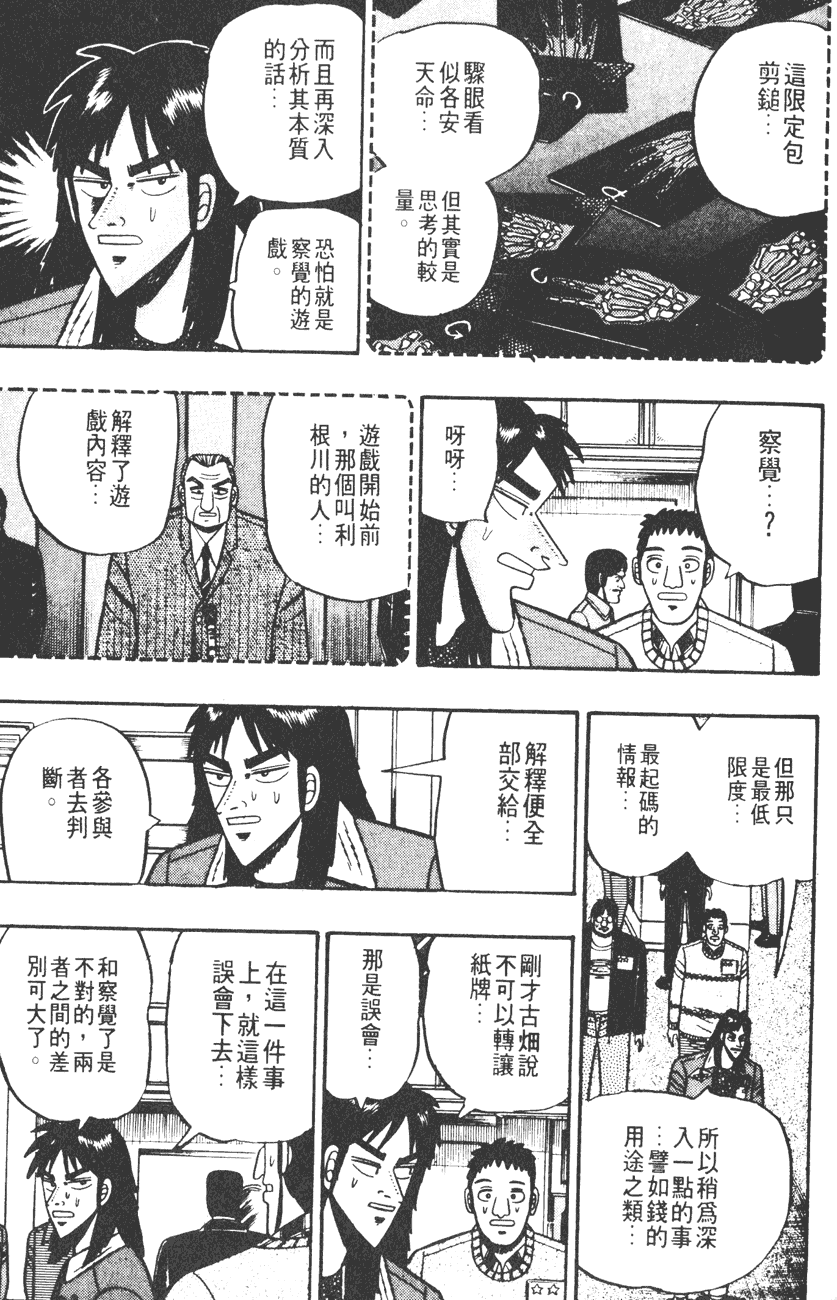 這限定包
剪鎚…
驟眼看
似各安
天命…
但其實是
思考的較
量。
而且再深入
分析其本質
的話…
恐怕就是
察覺的遊
戲。
察覺…?
呀呀…
遊戲開始前
，那個叫利
根川的人…
解釋了遊
戲內容…
但那只
是最低
限度…
最起碼的
情報…
所以稍為深
入一點的事
…譬如錢的
用途之類…
解釋便全
部交給…
各參與
者去判
斷。
剛才古畑說
不可以轉讓
紙牌…
那是誤會…
在這一件事
上，就這樣
誤會下去…
和察覺了是
不對的，兩
者之間的差
別可大了。